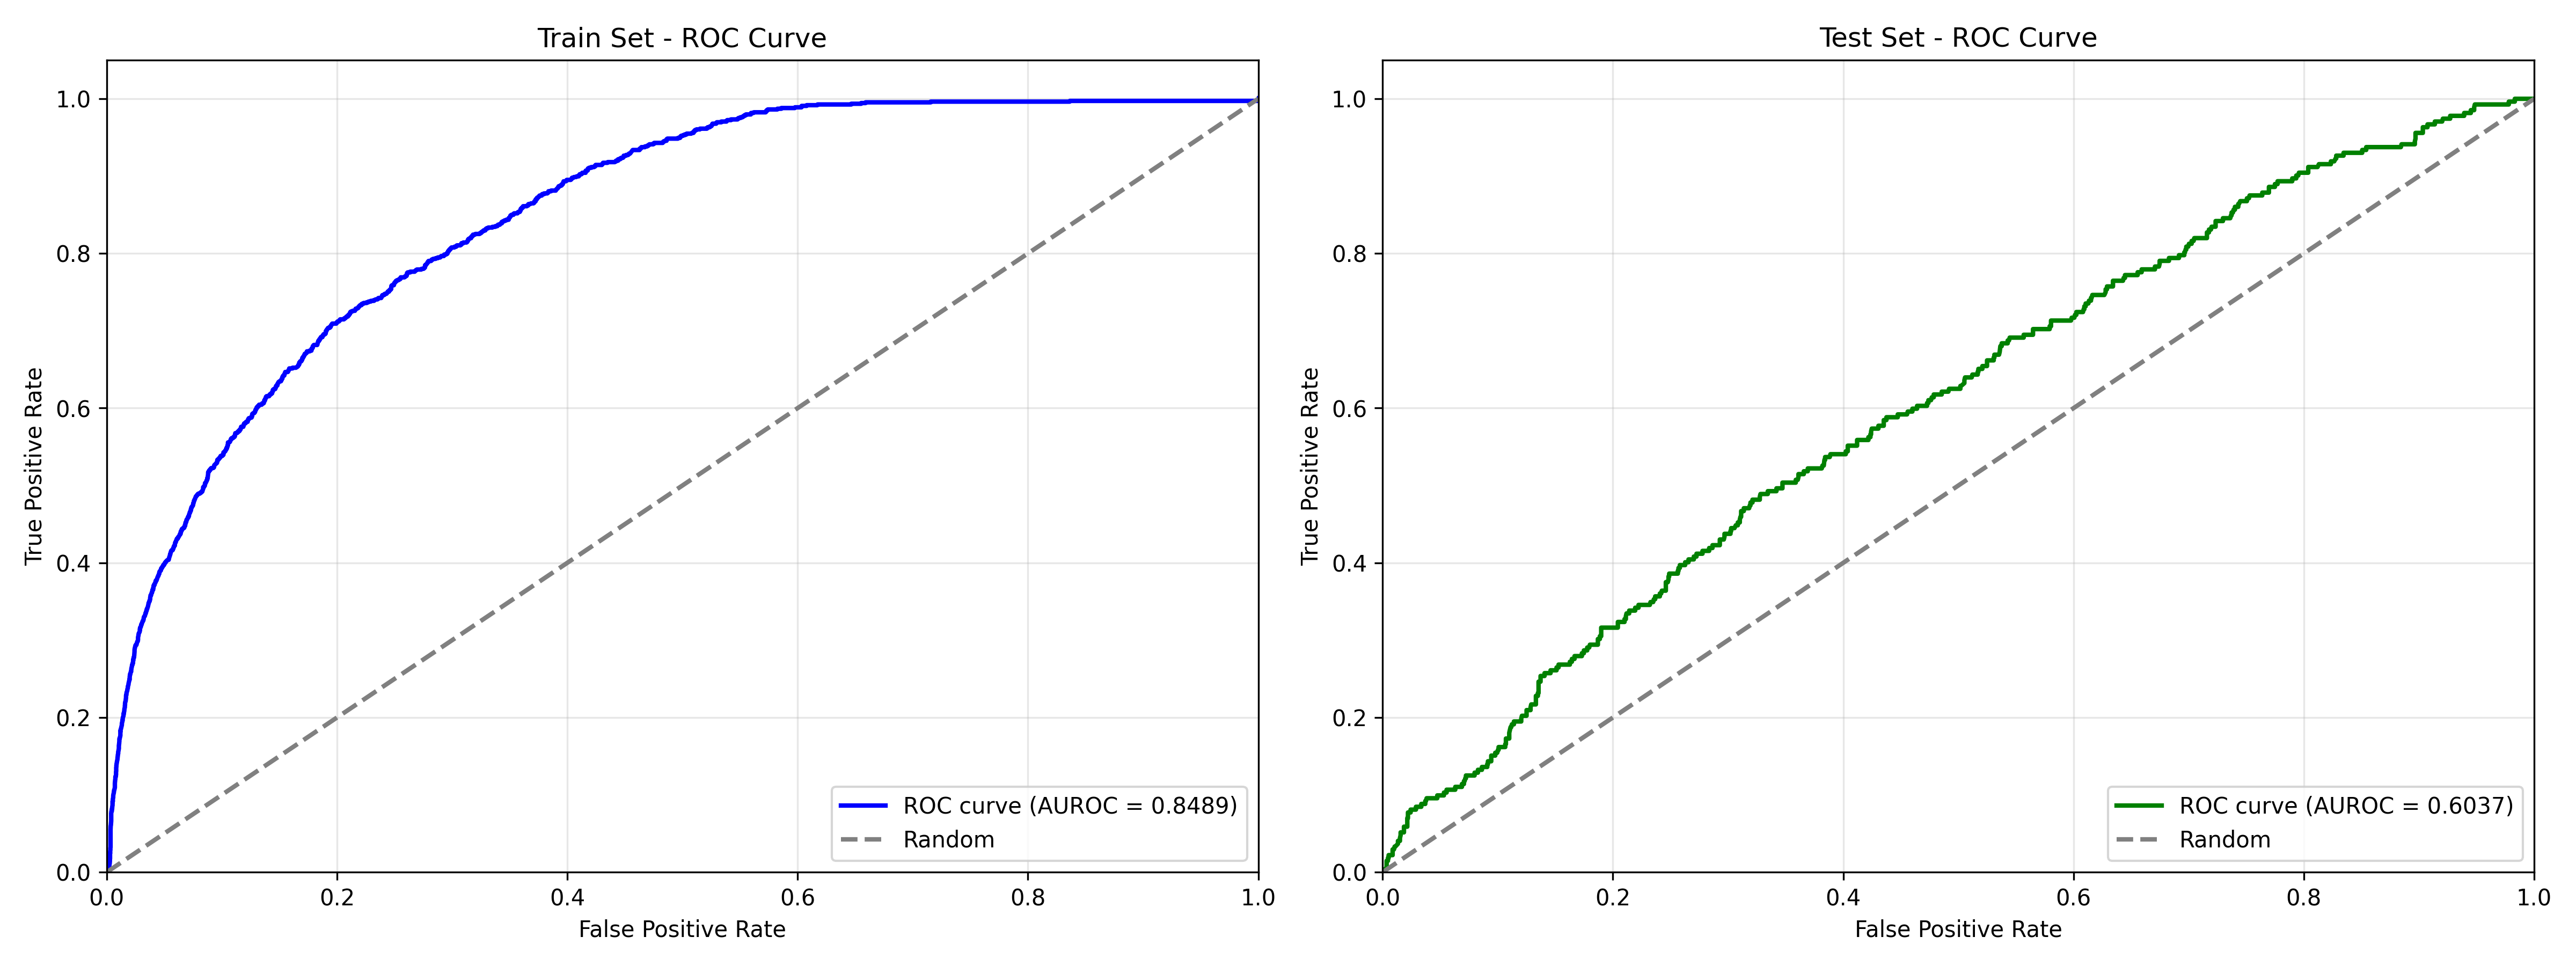 Train Set - ROC Curve
True Positive Rate
1.0
0.8
0.6
0.4
0.2
0.0
ROC curve (AUROC = 0.8489)
Random
0.0 0.2 0.4 0.6 0.8 1.0
False Positive Rate
Test Set - ROC Curve
True Positive Rate
1.0
0.8
0.6
0.4
0.2
0.0
ROC curve (AUROC = 0.6037)
Random
0.0 0.2 0.4 0.6 0.8 1.0
False Positive Rate